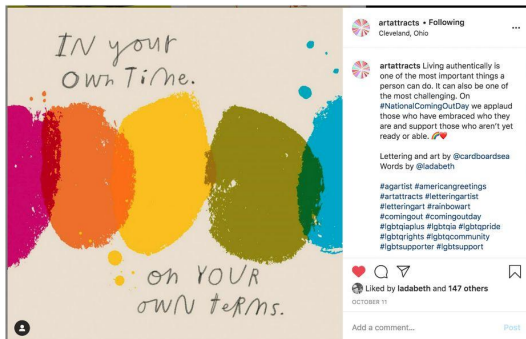 IN your
Own Time.
on YOUR
OWN teRMS.
artattracts • Following
Cleveland, Ohio
artattracts Living authentically is
one of the most important things a
person can do. It can also be one of
the most challenging. On
#NationalComingOutDay we applaud
those who have embraced who they
are and support those who aren't yet
ready or able. 🌈❤️
Lettering and art by @cardboardsea
Words by @ladabeth
#agartist #americangreetings
#artattracts #letteringartist
#letteringart #rainbowart
#comingout #comingoutday
#lgbtqiaplus #lgbtqia #lgbtqpride
#lgbtqrights #lgbtqcommunity
#lgbtsupporter #lgbtsupport
Liked by ladabeth and 147 others
OCTOBER 11
Add a comment...
Post